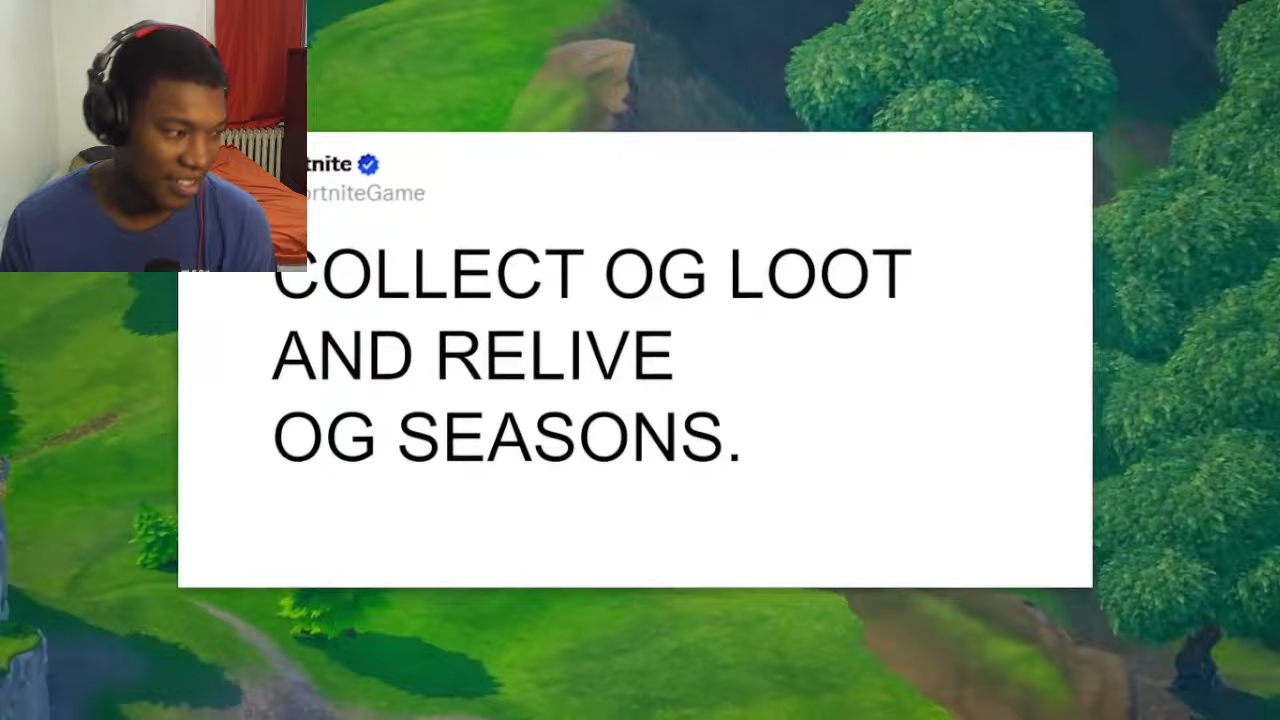 tnite
ortniteGame
COLLECT OG LOOT
AND RELIVE
OG SEASONS.